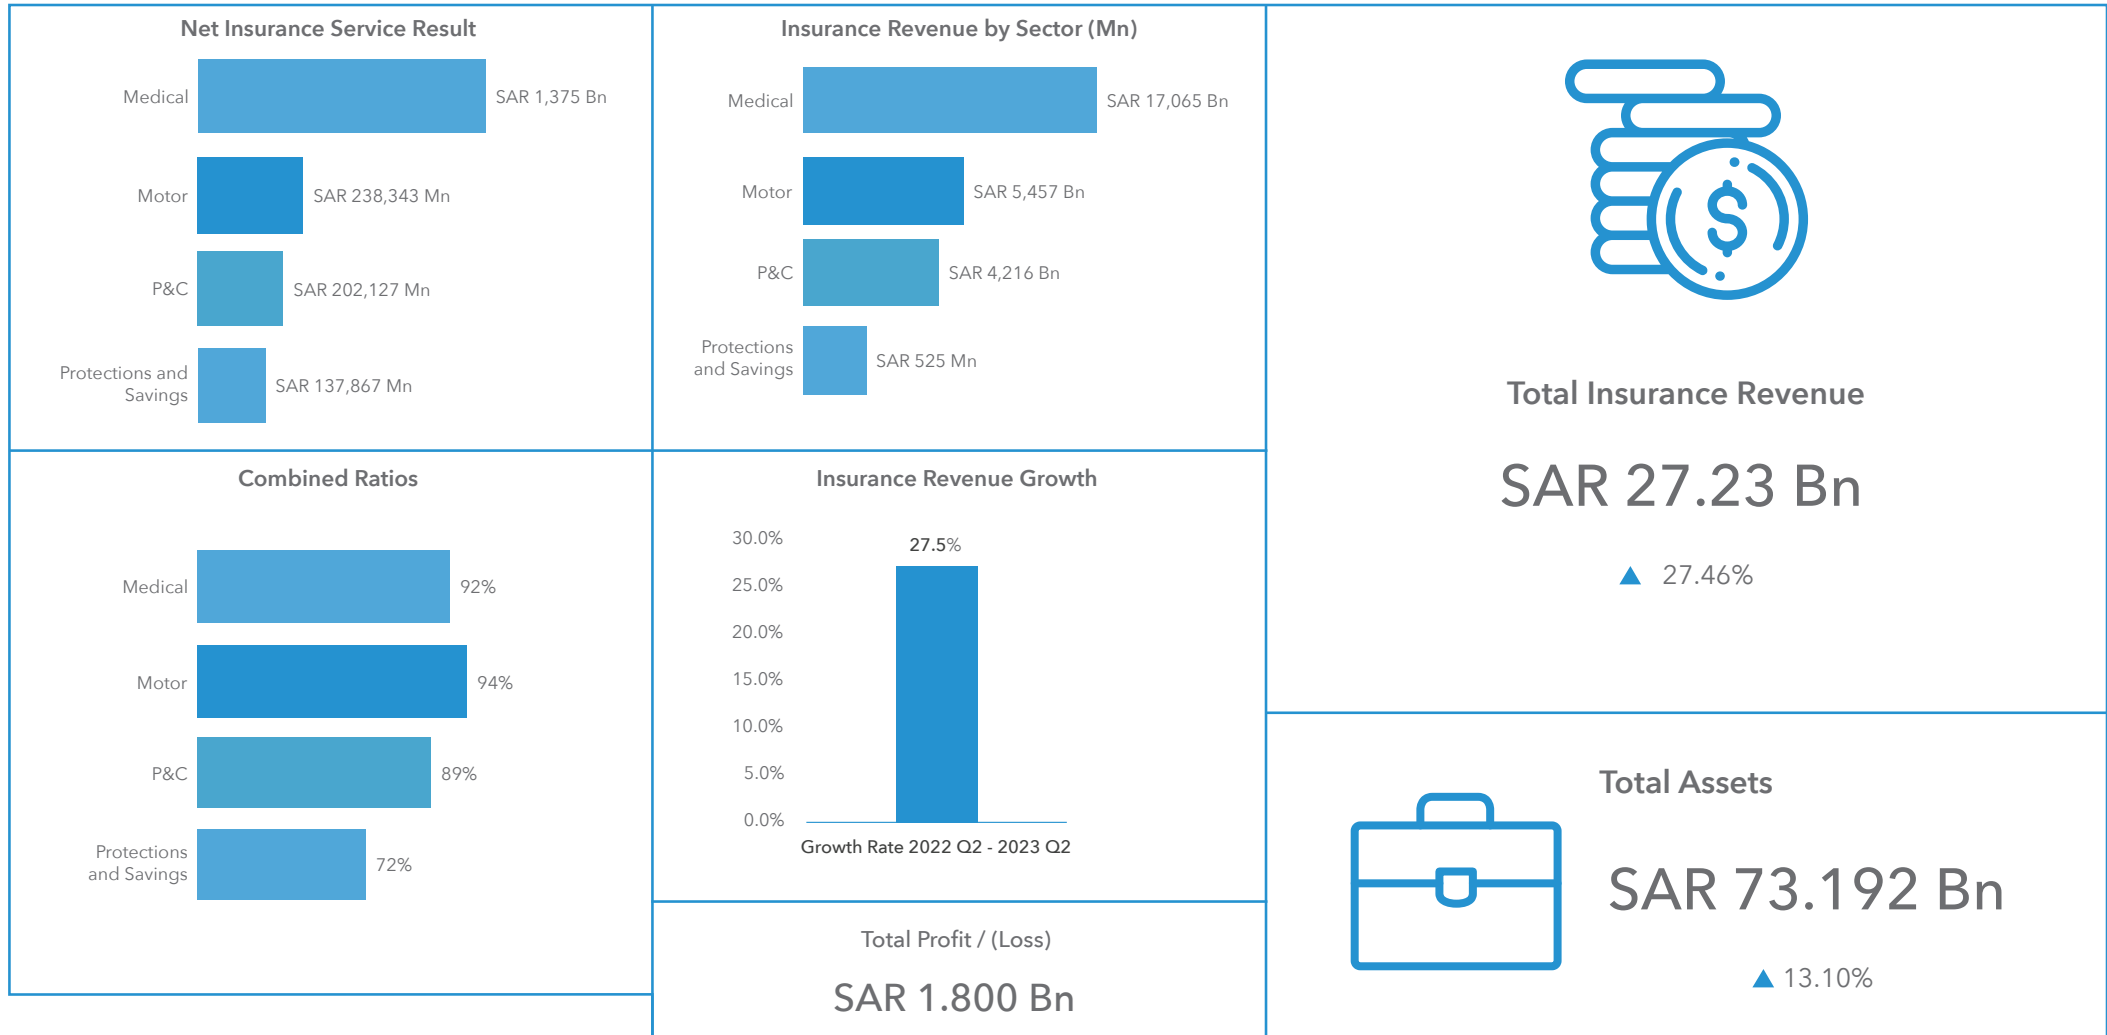 Net Insurance Service Result
Medical
SAR 1,375 Bn
Motor
SAR 238,343 Mn
P&C
SAR 202,127 Mn
Protections and
Savings
SAR 137,867 Mn
Insurance Revenue by Sector (Mn)
Medical
SAR 17,065 Bn
Motor
SAR 5,457 Bn
P&C
SAR 4,216 Bn
Protections
and Savings
SAR 525 Mn
$
Total Insurance Revenue
SAR 27.23 Bn
▲ 27.46%
Combined Ratios
Medical
92%
Motor
94%
P&C
89%
Protections
and Savings
72%
Insurance Revenue Growth
30.0%
25.0%
20.0%
15.0%
10.0%
5.0%
0.0%
27.5%
Growth Rate 2022 Q2 - 2023 Q2
Total Profit / (Loss)
SAR 1.800 Bn
Total Assets
SAR 73.192 Bn
▲ 13.10%